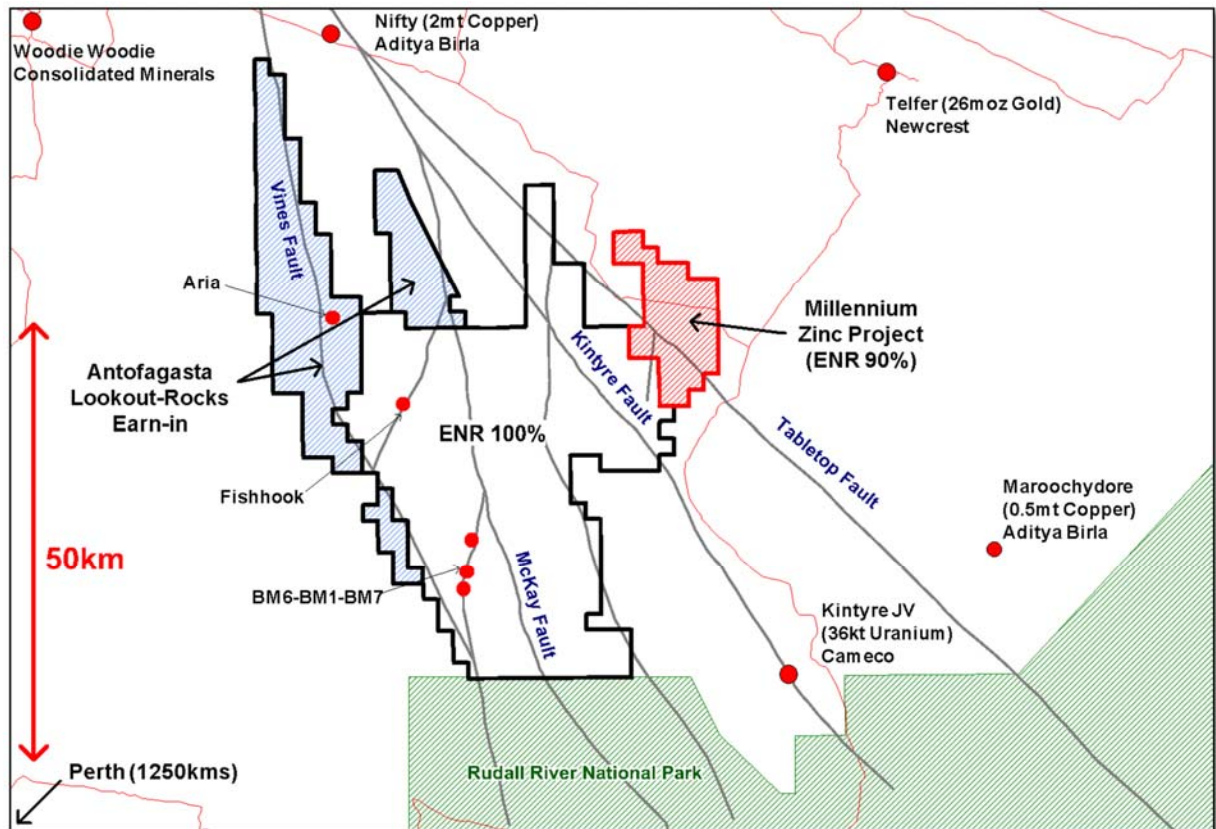 Nifty (2mt Copper)
Aditya Birla
Woodie Woodie
Consolidated Minerals
Telfer (26moz Gold)
Newcrest
Vines Fault
Aria
Millennium
Zinc Project
(ENR 90%)
Kintyre Fault
Antofagasta
Lookout-Rocks
Earn-in
ENR 100%
Tabletop Fault
Fishhook
Maroochydore
(0.5mt Copper)
Aditya Birla
50km
McKay Fault
BM6-BM1-BM7
Kintyre JV
(36kt Uranium)
Cameco
Rudall River National Park
Perth (1250kms)